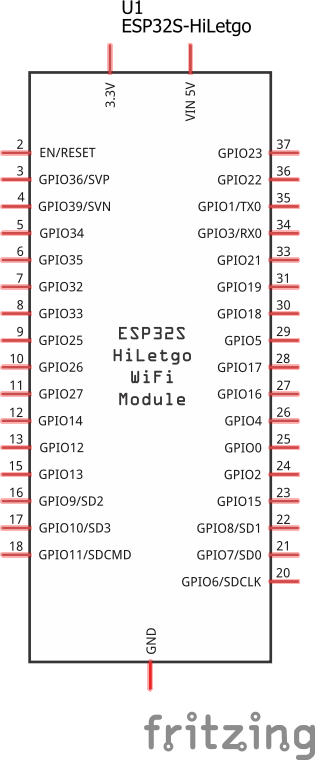 U1
ESP32S-HiLetgo
3.3V
VIN 5V
2 EN/RESET
GPIO23 37
3 GPIO36/SVP
GPIO22 36
4 GPIO39/SVN
GPIO1/TX0 35
5 GPIO34
GPIO3/RX0 34
6 GPIO35
GPIO21 33
7 GPIO32
GPIO19 31
8 GPIO33
GPIO18 30
9 GPIO25
GPIO5 29
10 GPIO26
GPIO17 28
11 GPIO27
GPIO16 27
12 GPIO14
GPIO4 26
13 GPIO12
GPIO0 25
15 GPIO13
GPIO2 24
16 GPIO9/SD2
GPIO15 23
17 GPIO10/SD3
GPIO8/SD1 22
18 GPIO11/SDCMD
GPIO7/SD0 21
GPIO6/SDCLK 20
ESP32S
HiLetgo
WiFi
Module
GND
fritzing